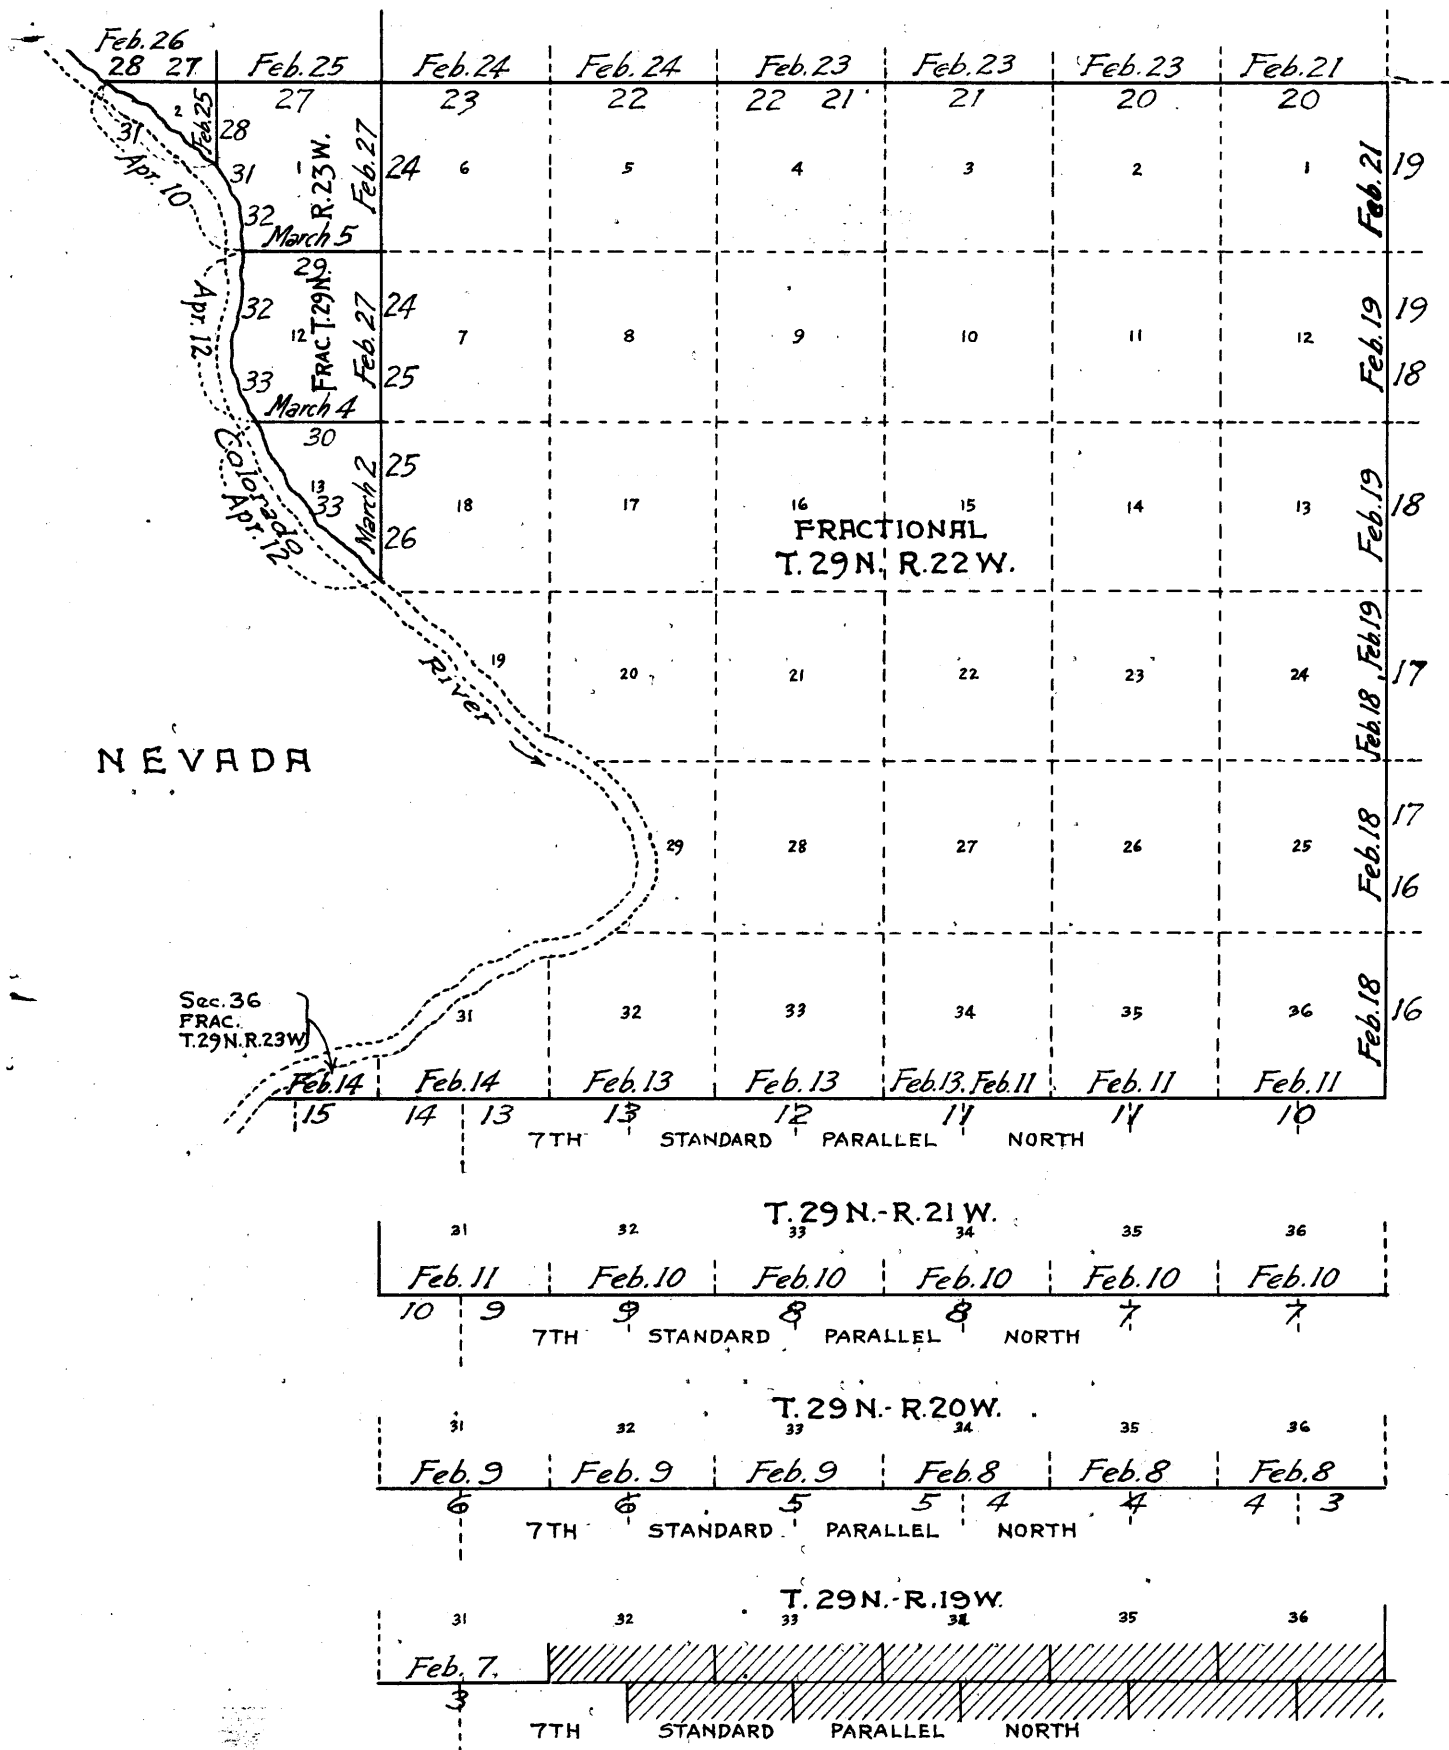 Feb. 26
28 27 Feb. 25 Feb. 24 Feb. 24 Feb. 23 Feb. 23 Feb. 23 Feb. 21
27 23 22 22 21 21 20 20
2 Feb. 25 28
31 31 1 24 6 5 4 3 2 1 Feb. 21 19
Apr. 10
R.23W. Feb. 27
32
March 5
29
FRAC T.29N.
Apr. 12 32 12 Feb. 27 24 7 8 9 10 11 12 Feb. 19 19
33 25 18
March 4
30
Colorado 25
13 March 2 18 17 16 15 14 13 Feb. 19 18
33
Apr. 12 26
FRACTIONAL
T. 29 N. R. 22 W.
19 20 21 22 23 24 Feb. 18, Feb. 19 17
River
NEVADA
29 28 27 26 25 Feb. 18 17
16
Sec. 36
FRAC.
T.29N.R.23W
31 32 33 34 35 36 Feb. 18 16
Feb. 14 Feb. 14 Feb. 13 Feb. 13 Feb. 13, Feb. 11 Feb. 11 Feb. 11
15 14 13 13 12 11 11 10
7TH STANDARD PARALLEL NORTH
T. 29 N. - R. 21 W.
31 32 33 34 35 36
Feb. 11 Feb. 10 Feb. 10 Feb. 10 Feb. 10 Feb. 10
10 9 9 8 8 7 7
7TH STANDARD PARALLEL NORTH
T. 29 N. - R. 20 W.
31 32 33 34 35 36
Feb. 9 Feb. 9 Feb. 9 Feb. 8 Feb. 8 Feb. 8
6 6 5 5 4 4 4 3
7TH STANDARD PARALLEL NORTH
T. 29 N. - R. 19 W.
31 32 33 34 35 36
Feb. 7.
3
7TH STANDARD PARALLEL NORTH